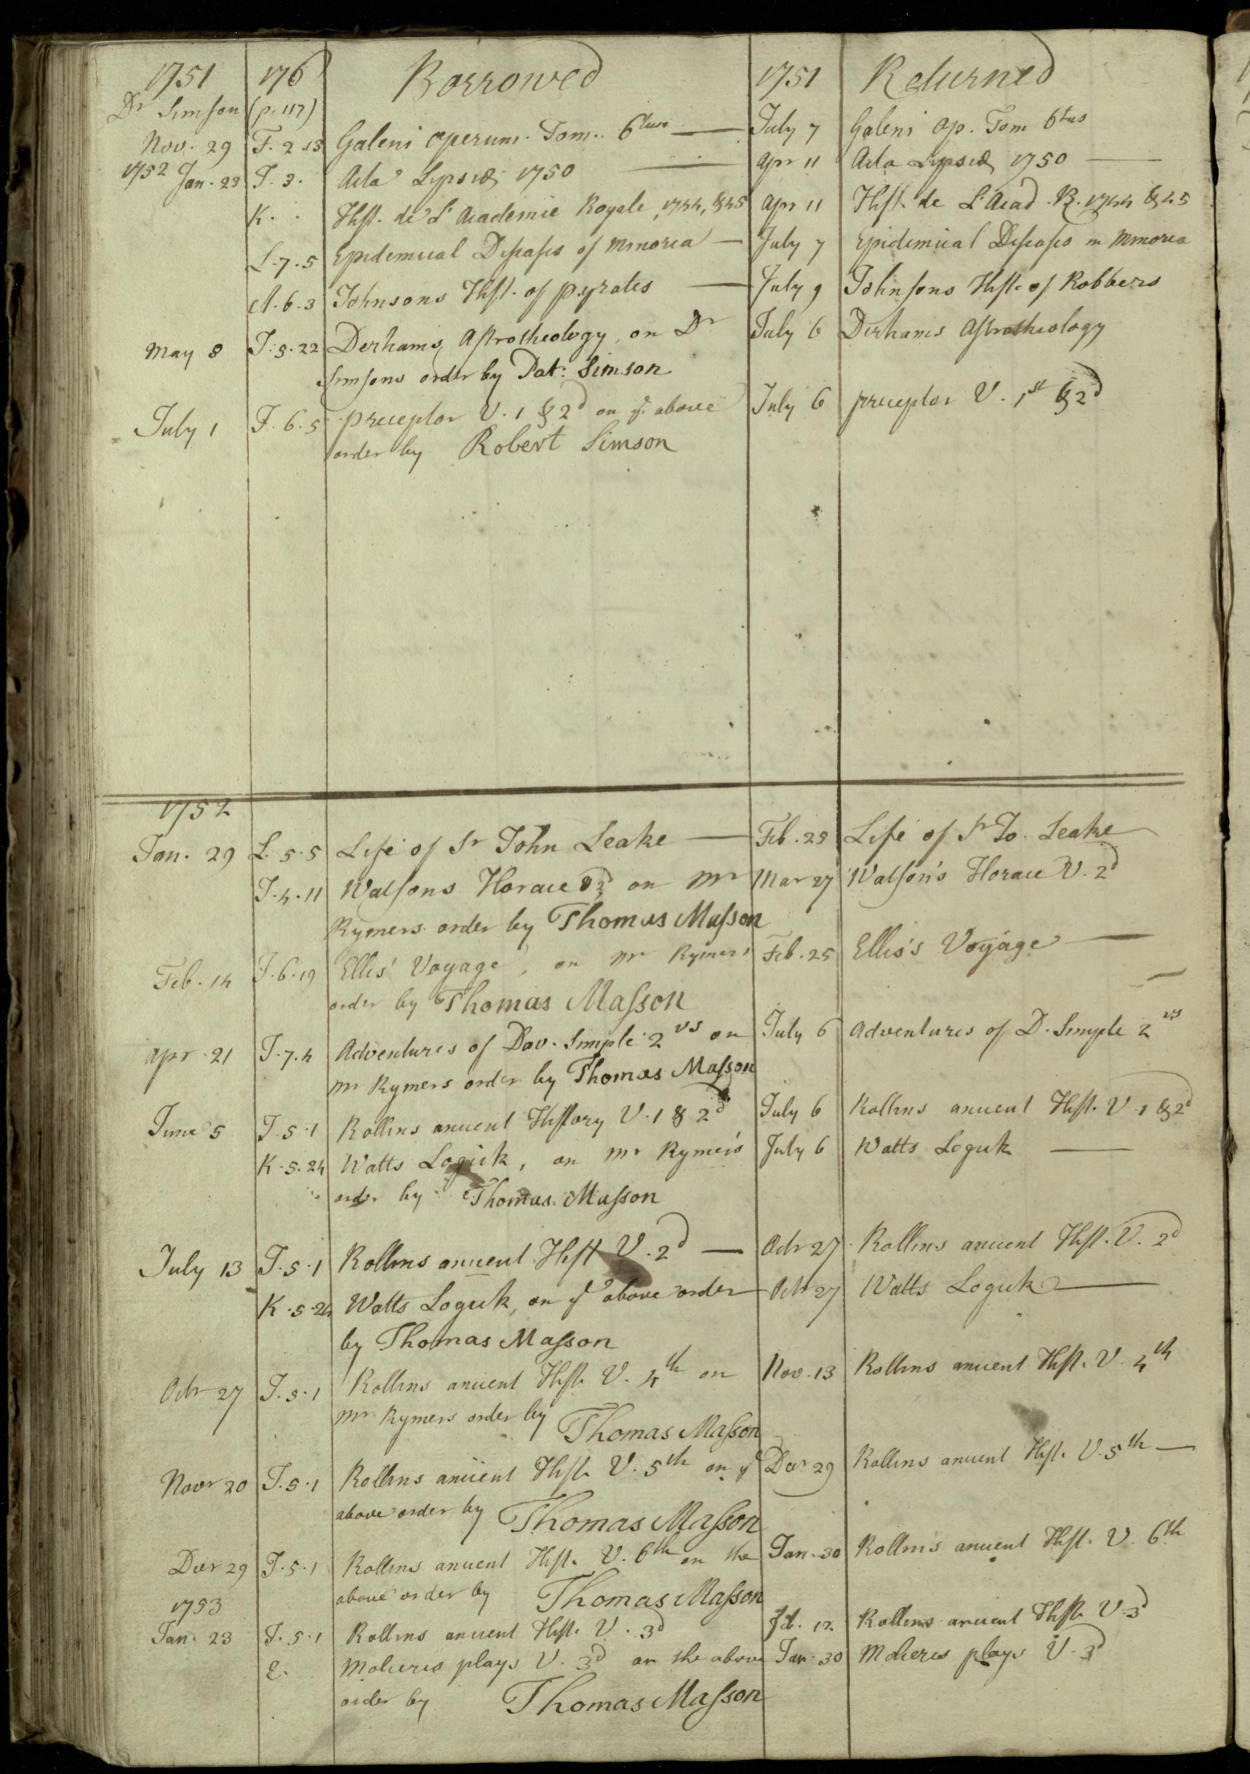 1751 176 Borrowed 1751 Returned
Dr Simson (p. 117)
Nov. 29 F. 2.13 Galeni operum. Tom. 6tus — July 7 Galeni Op. Tom 6tus
1752 Jan. 23 T. 3. Acta Lypsiæ 1750 — Apr 11 Acta Lypsiæ 1750 —
K. . Hist. de L'Academie Royale, 1744, & 45 Apr 11 Hist. de L'Acad. R. 1744 & 45
L. 7. 5 Epidemical Diseases of Minorca — July 7 Epidemical Diseases in Minorca
A. 6. 3 Johnsons Hist. of pyrates — July 9 Johnsons Hist. of Robbers
May 8 T. 5. 22 Derhams Astrotheology, on Dr July 6 Derhams Astrotheology
Simsons order by Pat: Simson
July 1 T. 6. 5 preceptor V. 1 & 2d on ye above July 6 preceptor V. 1st & 2d
order by Robert Simson
1752
Jan. 29 L. 5. 5 Life of Sr John Leake — Feb. 25 Life of Sr Jo. Leake
T. 4. 11 Watsons Horace 2d on Mr Mar 27 Watson's Horace V. 2d
Rymers order by Thomas Masson
Feb. 14 T. 6. 19 Ellis' Voyage, on Mr Rymers Feb. 25 Ellis's Voyage —
order by Thomas Masson
Apr. 21 T. 7. 4 Adventures of Dav. Simple 2 vs on July 6 Adventures of D. Simple 2 vs
Mr Rymers order by Thomas Masson
June 5 T. 5. 1 Rollins ancient History V. 1 & 2d July 6 Rollins ancient Hist. V. 1 & 2d
K. 5. 24 Watts Logick, on Mr Rymers July 6 Watts Logick —
order by Thomas. Masson
July 13 T. 5. 1 Rollins ancient Hist V. 2d — Octr 27 Rollins ancient Hist. V. 2d
K. 5. 24 Watts Logick, on ye above order Octr 27 Watts Logick —
by Thomas Masson
Octr 27 T. 5. 1 Rollins ancient Hist. V. 4th on Nov. 13 Rollins ancient Hist. V. 4th
Mr Rymers order by Thomas Masson
Novr 20 T. 5. 1 Rollins ancient Hist. V. 5th on ye Decr 29 Rollins ancient Hist. V. 5th —
above order by Thomas Masson
Decr 29 T. 5. 1 Rollins ancient Hist. V. 6th on the Jan. 30 Rollins ancient Hist. V. 6th
above order by Thomas Masson
1753
Jan. 23 T. 5. 1 Rollins ancient Hist. V. 3d Feb. 12 Rollins ancient Hist. V. 3d
2. Molieres plays V. 3d on the above Jan. 30 Molieres plays V. 3d
order by Thomas Masson